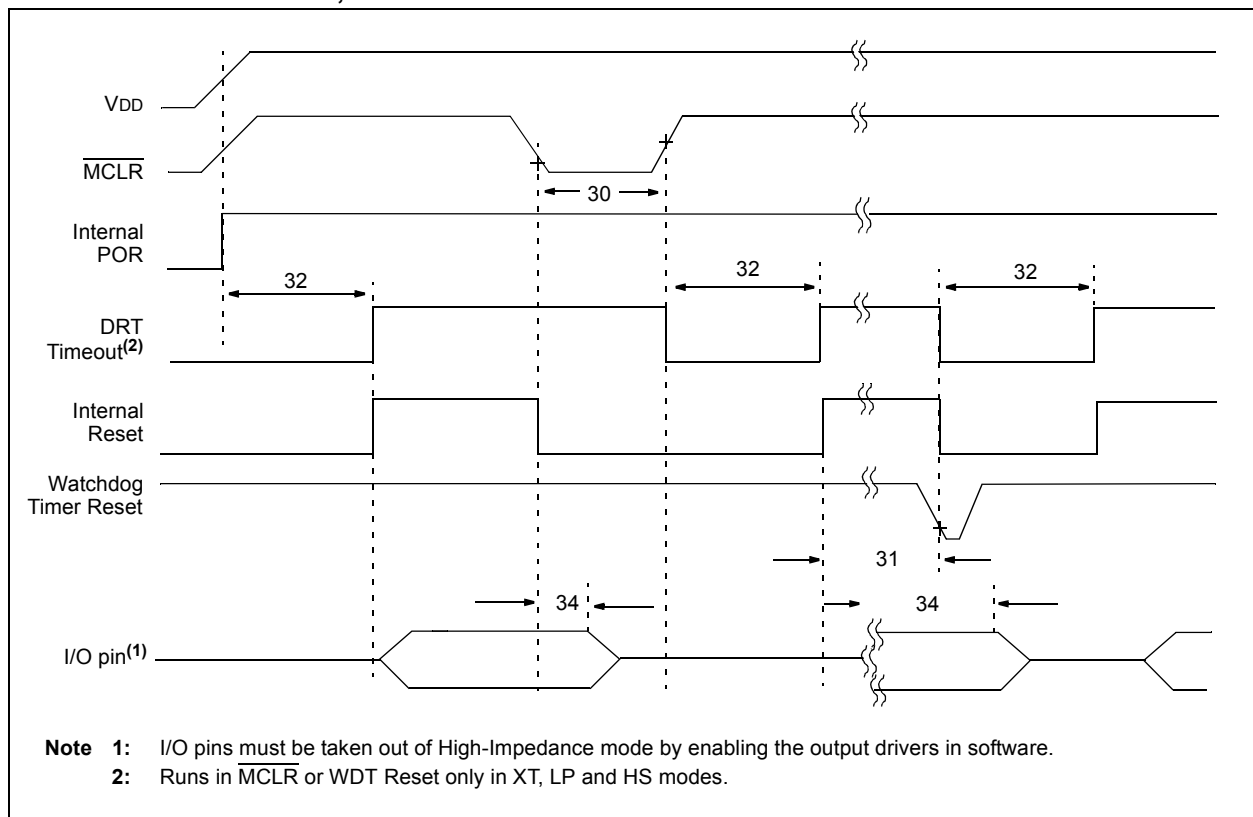 VDD
MCLR
30
Internal
POR
32
32
32
DRT
Timeout(2)
Internal
Reset
Watchdog
Timer Reset
31
34
34
I/O pin(1)
Note 1: I/O pins must be taken out of High-Impedance mode by enabling the output drivers in software.
2: Runs in MCLR or WDT Reset only in XT, LP and HS modes.